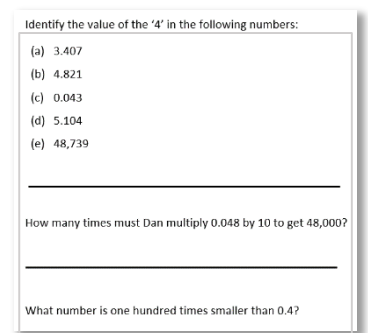 Identify the value of the ‘4’ in the following numbers:
(a) 3.407
(b) 4.821
(c) 0.043
(d) 5.104
(e) 48,739
How many times must Dan multiply 0.048 by 10 to get 48,000?
What number is one hundred times smaller than 0.4?